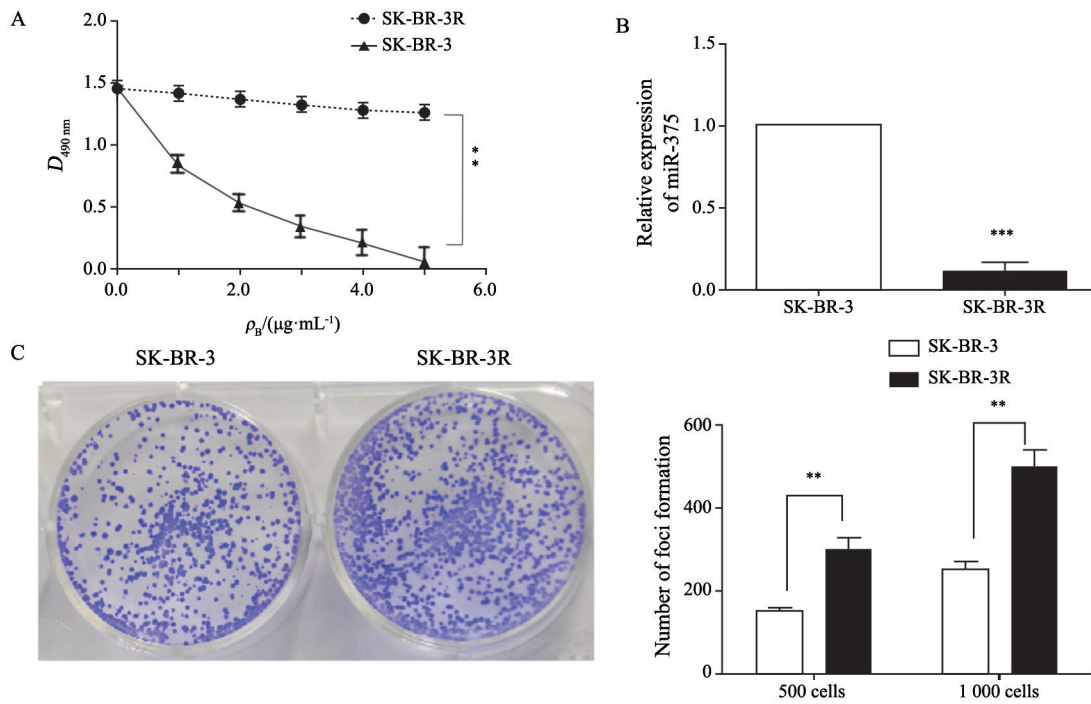 A
SK-BR-3R
SK-BR-3
2.0
1.5
1.0
0.5
0.0
D490 nm
**
0.0
2.0
4.0
6.0
ρB/(μg·mL-1)
B
1.5
1.0
0.5
0.0
Relative expression
of miR-375
***
SK-BR-3
SK-BR-3R
C
SK-BR-3
SK-BR-3R
SK-BR-3
SK-BR-3R
600
400
200
0
Number of foci formation
**
**
500 cells
1 000 cells